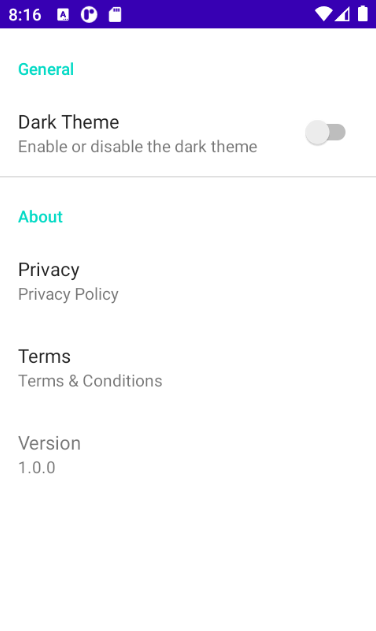 8:16
General
Dark Theme
Enable or disable the dark theme
About
Privacy
Privacy Policy
Terms
Terms & Conditions
Version
1.0.0